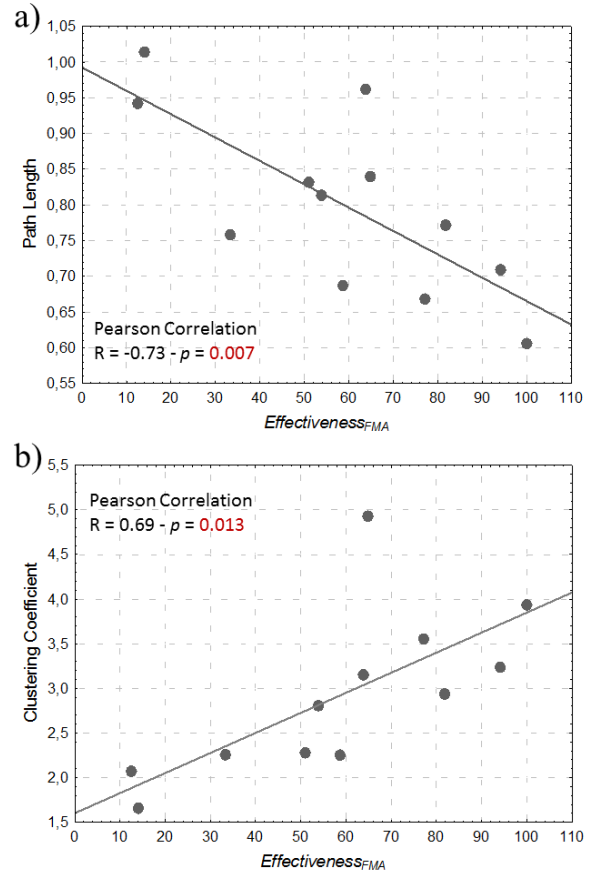 a)
1,05
1,00
0,95
0,90
0,85
0,80
0,75
0,70
0,65
0,60
0,55
Path Length
Pearson Correlation
R = -0.73 - p = 0.007
0 10 20 30 40 50 60 70 80 90 100 110
EffectivenessFMA
b)
5,5
5,0
4,5
4,0
3,5
3,0
2,5
2,0
1,5
Clustering Coefficient
Pearson Correlation
R = 0.69 - p = 0.013
0 10 20 30 40 50 60 70 80 90 100 110
EffectivenessFMA